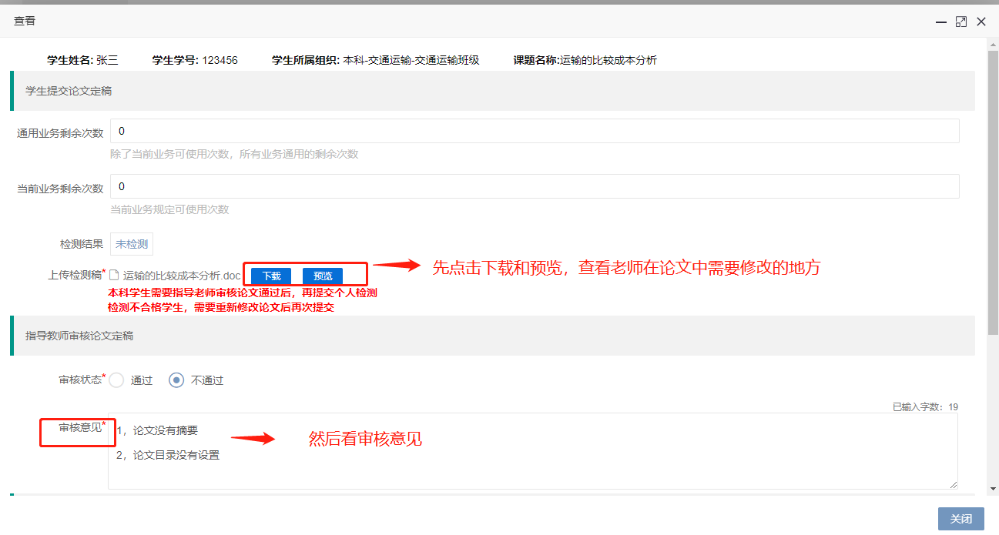 查看
学生姓名: 张三 学生学号: 123456 学生所属组织: 本科-交通运输-交通运输班级 课题名称:运输的比较成本分析
学生提交论文定稿
通用业务剩余次数 0
除了当前业务可使用次数，所有业务通用的剩余次数
当前业务剩余次数 0
当前业务规定可使用次数
检测结果 未检测
上传检测稿* 运输的比较成本分析.doc 下载 预览 先点击下载和预览，查看老师在论文中需要修改的地方
本科学生需要指导老师审核论文通过后，再提交个人检测
检测不合格学生，需要重新修改论文后再次提交
指导教师审核论文定稿
审核状态* 通过 不通过
已输入字数：19
审核意见* 1，论文没有摘要 然后看审核意见
2，论文目录没有设置
关闭